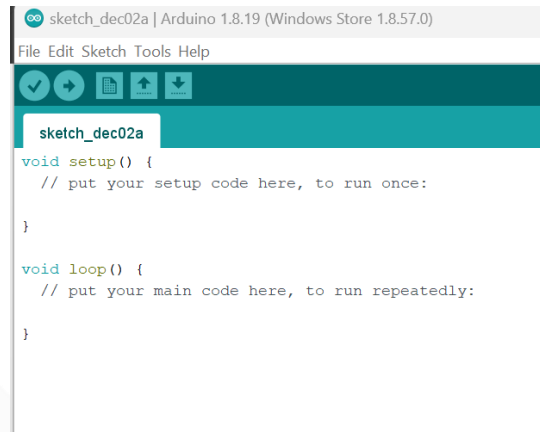 sketch_dec02a | Arduino 1.8.19 (Windows Store 1.8.57.0)
File Edit Sketch Tools Help
sketch_dec02a
void setup() {
  // put your setup code here, to run once:
}
void loop() {
  // put your main code here, to run repeatedly:
}